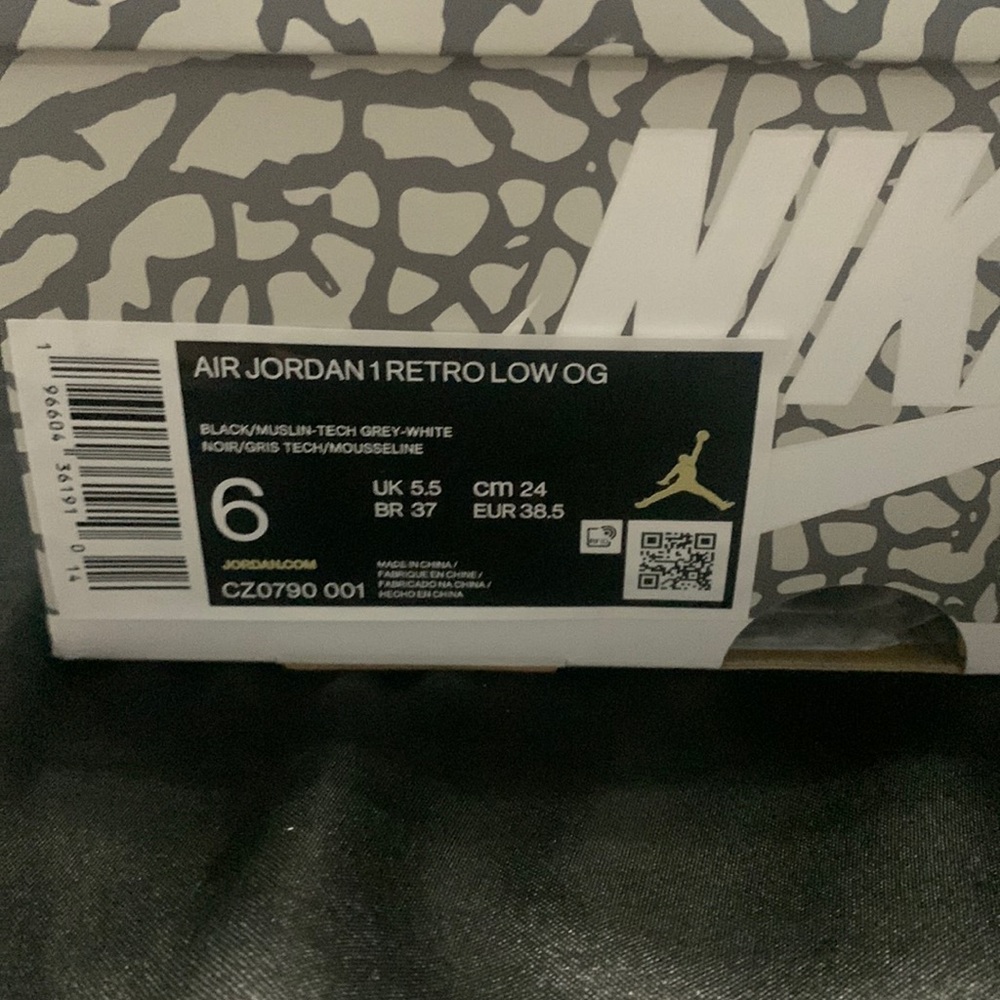 NIK
AIR JORDAN 1 RETRO LOW OG
BLACK/MUSLIN-TECH GREY-WHITE
NOIR/GRIS TECH/MOUSSELINE
6
UK 5.5 cm 24
BR 37 EUR 38.5
RFID
JORDAN.COM
CZ0790 001
MADE IN CHINA /
FABRIQUE EN CHINE /
FABRICADO NA CHINA /
HECHO EN CHINA
1 96604 36191 0 14